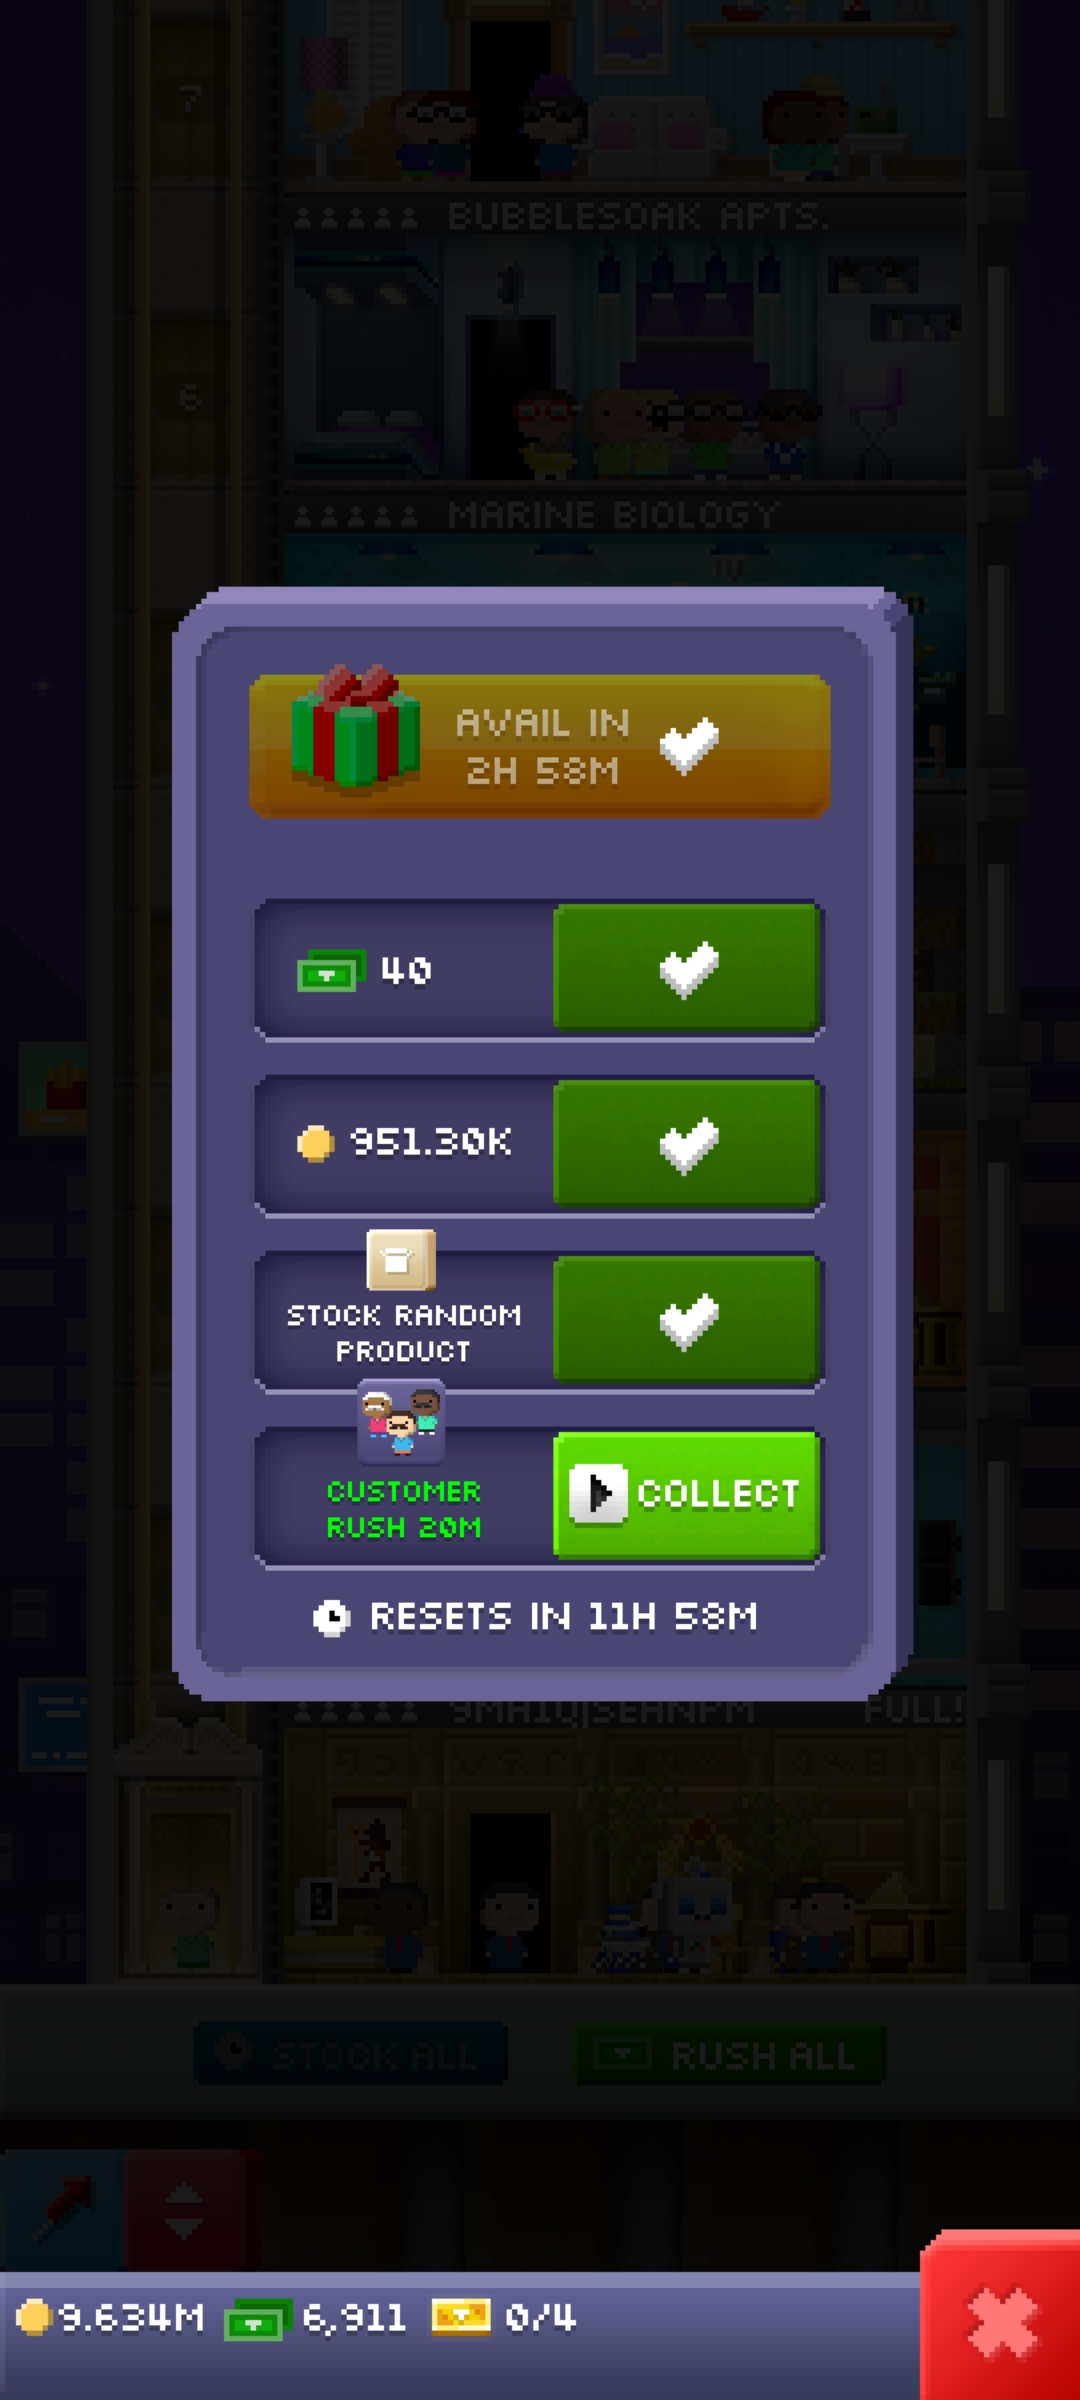 7
BUBBLESOAK APTS.
6
MARINE BIOLOGY
AVAIL IN
2H 58M
40
951.30K
STOCK RANDOM
PRODUCT
CUSTOMER
RUSH 20M
COLLECT
RESETS IN 11H 58M
FULL!
STOCK ALL
RUSH ALL
9.634M
6,911
0/4